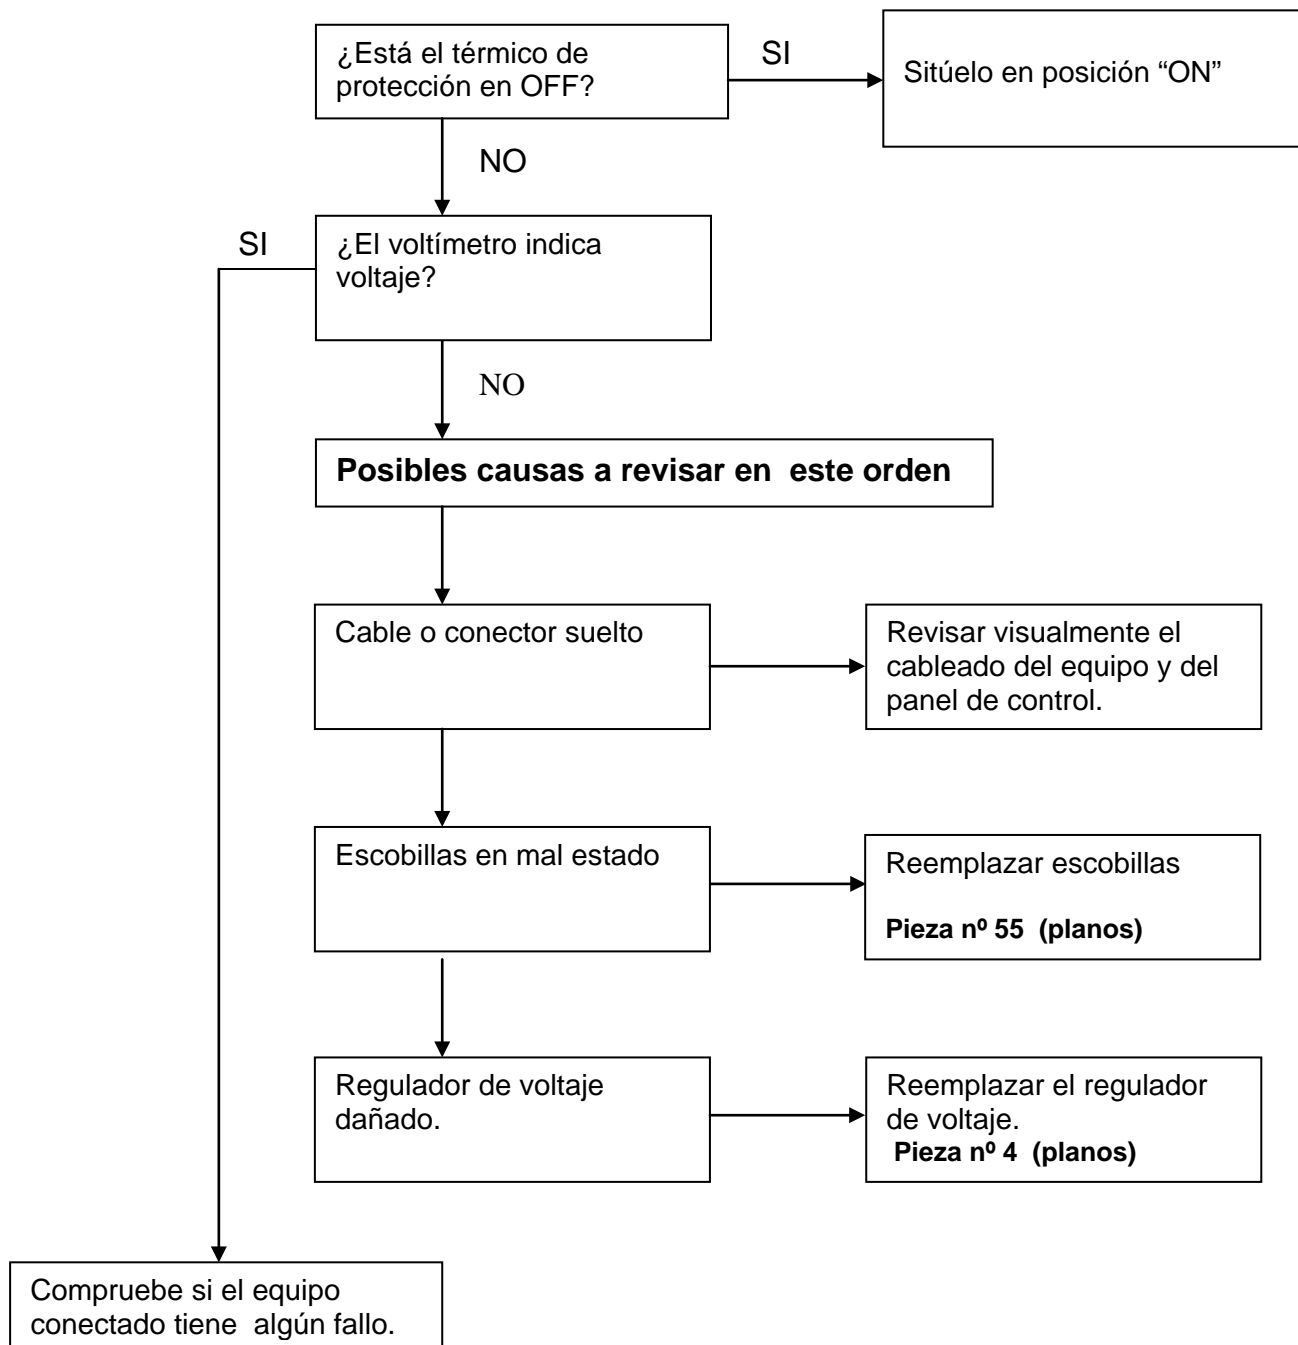 ¿Está el térmico de
protección en OFF?
SI
Sitúelo en posición “ON”
NO
SI
¿El voltímetro indica
voltaje?
NO
Posibles causas a revisar en  este orden
Cable o conector suelto
Revisar visualmente el
cableado del equipo y del
panel de control.
Escobillas en mal estado
Reemplazar escobillas
Pieza nº 55  (planos)
Regulador de voltaje
dañado.
Reemplazar el regulador
de voltaje.
Pieza nº 4  (planos)
Compruebe si el equipo
conectado tiene  algún fallo.